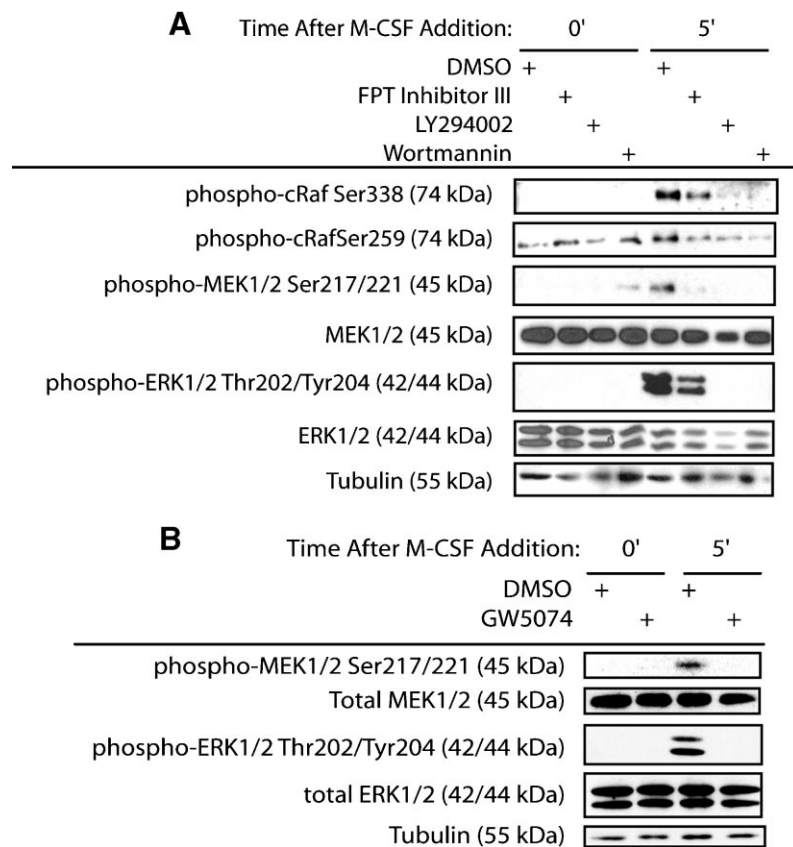 A
Time After M-CSF Addition: 0' 5'
DMSO + +
FPT Inhibitor III + +
LY294002 + +
Wortmannin + +
phospho-cRaf Ser338 (74 kDa)
phospho-cRafSer259 (74 kDa)
phospho-MEK1/2 Ser217/221 (45 kDa)
MEK1/2 (45 kDa)
phospho-ERK1/2 Thr202/Tyr204 (42/44 kDa)
ERK1/2 (42/44 kDa)
Tubulin (55 kDa)
B
Time After M-CSF Addition: 0' 5'
DMSO + +
GW5074 + +
phospho-MEK1/2 Ser217/221 (45 kDa)
Total MEK1/2 (45 kDa)
phospho-ERK1/2 Thr202/Tyr204 (42/44 kDa)
total ERK1/2 (42/44 kDa)
Tubulin (55 kDa)